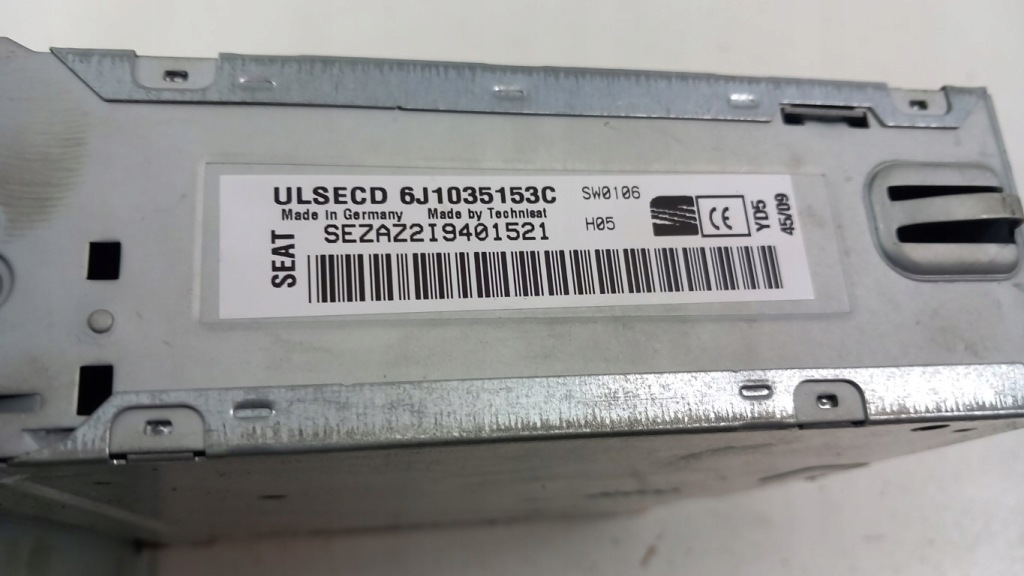 ULSECD 6J1035153C
SW0106
Made in Germany Made by Technisat
H05
SEZAZ2I9401521
SEAT
CE
YD5
45/09